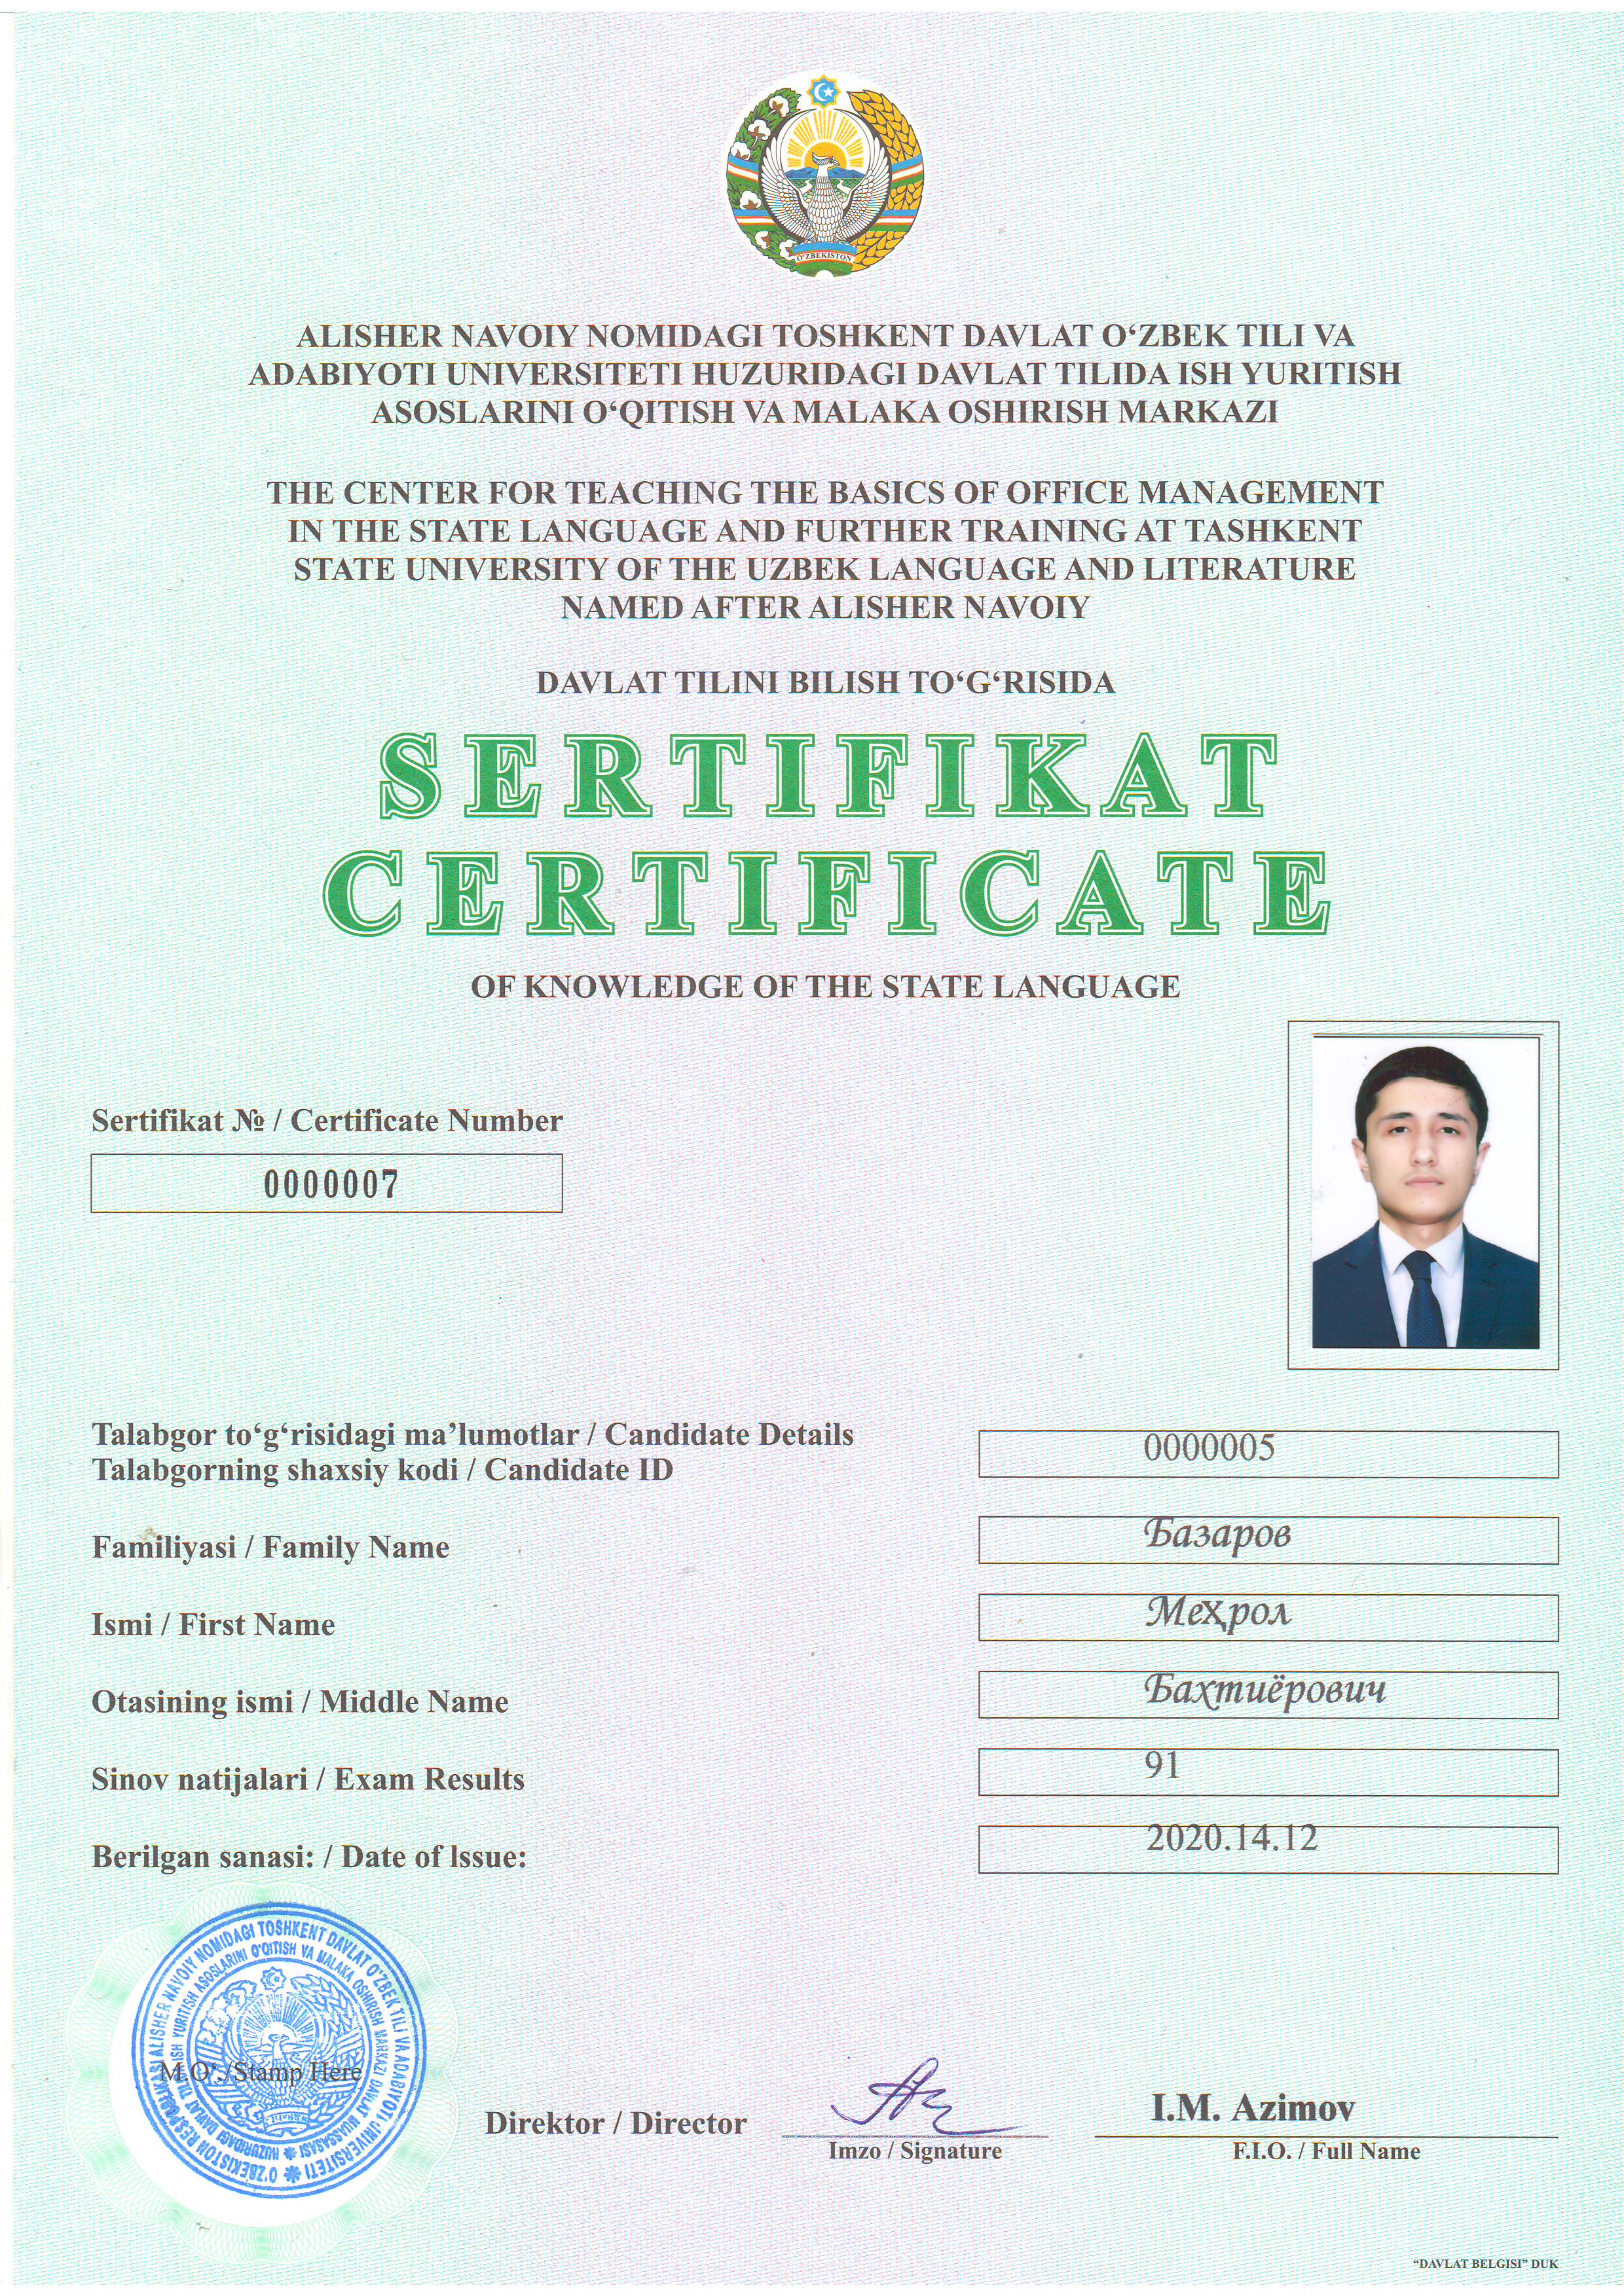 O‘ZBEKISTON
ALISHER NAVOIY NOMIDAGI TOSHKENT DAVLAT O‘ZBEK TILI VA
ADABIYOTI UNIVERSITETI HUZURIDAGI DAVLAT TILIDA ISH YURITISH
ASOSLARINI O‘QITISH VA MALAKA OSHIRISH MARKAZI
THE CENTER FOR TEACHING THE BASICS OF OFFICE MANAGEMENT
IN THE STATE LANGUAGE AND FURTHER TRAINING AT TASHKENT
STATE UNIVERSITY OF THE UZBEK LANGUAGE AND LITERATURE
NAMED AFTER ALISHER NAVOIY
DAVLAT TILINI BILISH TO‘G‘RISIDA
SERTIFIKAT
CERTIFICATE
OF KNOWLEDGE OF THE STATE LANGUAGE
Sertifikat № / Certificate Number
0000007
Talabgor to‘g‘risidagi ma’lumotlar / Candidate Details
Talabgorning shaxsiy kodi / Candidate ID
0000005
Familiyasi / Family Name
Базаров
Ismi / First Name
Меҳрол
Otasining ismi / Middle Name
Бахтиёрович
Sinov natijalari / Exam Results
91
Berilgan sanasi: / Date of lssue:
2020.14.12
ALISHER NAVOIY NOMIDAGI TOSHKENT DAVLAT O‘ZBEK TILI VA ADABIYOTI UNIVERSITETI
YURITISH ASOSLARINI O‘QITISH VA MALAKA OSHIRISH MARKAZI DAVLAT MUASSASASI
HUZURIDAGI DAVLAT
O‘ZBEKISTON
M.O‘./Stamp Here
Direktor / Director
Imzo / Signature
I.M. Azimov
F.I.O. / Full Name
“DAVLAT BELGISI” DUK